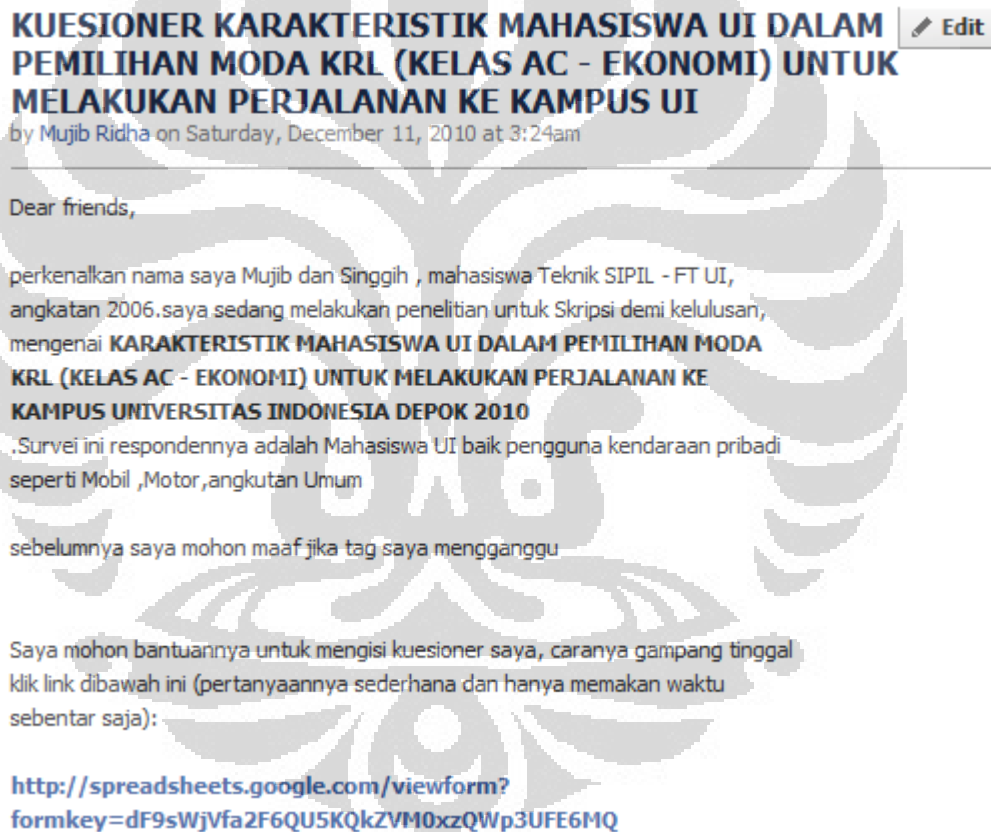 KUESIONER KARAKTERISTIK MAHASISWA UI DALAM
Edit
PEMILIHAN MODA KRL (KELAS AC - EKONOMI) UNTUK
MELAKUKAN PERJALANAN KE KAMPUS UI
by Mujib Ridha on Saturday, December 11, 2010 at 3:24am
Dear friends,
perkenalkan nama saya Mujib dan Singgih , mahasiswa Teknik SIPIL - FT UI,
angkatan 2006.saya sedang melakukan penelitian untuk Skripsi demi kelulusan,
mengenai KARAKTERISTIK MAHASISWA UI DALAM PEMILIHAN MODA
KRL (KELAS AC - EKONOMI) UNTUK MELAKUKAN PERJALANAN KE
KAMPUS UNIVERSITAS INDONESIA DEPOK 2010
.Survei ini respondennya adalah Mahasiswa UI baik pengguna kendaraan pribadi
seperti Mobil ,Motor,angkutan Umum
sebelumnya saya mohon maaf jika tag saya mengganggu
Saya mohon bantuannya untuk mengisi kuesioner saya, caranya gampang tinggal
klik link dibawah ini (pertanyaannya sederhana dan hanya memakan waktu
sebentar saja):
http://spreadsheets.google.com/viewform?
formkey=dF9sWjVfa2F6QU5KQkZVM0xzQWp3UFE6MQ